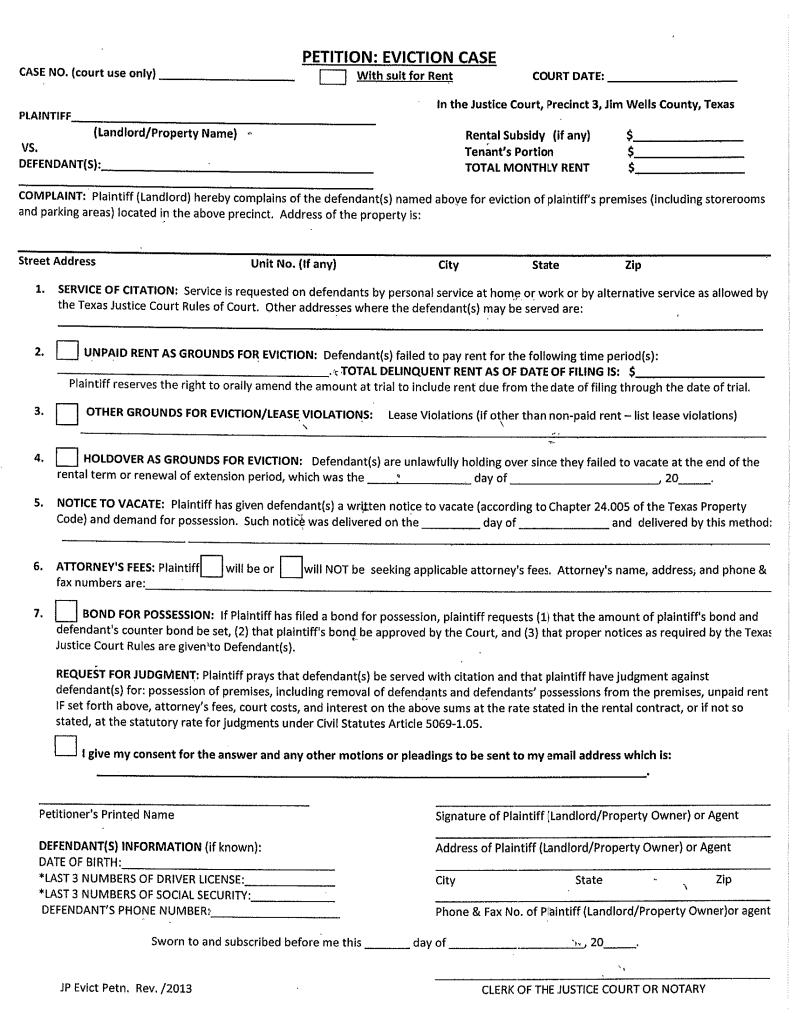 PETITION: EVICTION CASE
CASE NO. (court use only) ____________________ With suit for Rent COURT DATE: ____________________
In the Justice Court, Precinct 3, Jim Wells County, Texas
PLAINTIFF____________________
(Landlord/Property Name) Rental Subsidy (if any) $____________________
VS. Tenant's Portion $____________________
DEFENDANT(S):____________________ TOTAL MONTHLY RENT $____________________
COMPLAINT: Plaintiff (Landlord) hereby complains of the defendant(s) named above for eviction of plaintiff's premises (including storerooms
and parking areas) located in the above precinct. Address of the property is:
Street Address Unit No. (If any) City State Zip
1. SERVICE OF CITATION: Service is requested on defendants by personal service at home or work or by alternative service as allowed by
the Texas Justice Court Rules of Court. Other addresses where the defendant(s) may be served are:
2. UNPAID RENT AS GROUNDS FOR EVICTION: Defendant(s) failed to pay rent for the following time period(s):
____________________. TOTAL DELINQUENT RENT AS OF DATE OF FILING IS: $____________________
Plaintiff reserves the right to orally amend the amount at trial to include rent due from the date of filing through the date of trial.
3. OTHER GROUNDS FOR EVICTION/LEASE VIOLATIONS: Lease Violations (if other than non-paid rent – list lease violations)
4. HOLDOVER AS GROUNDS FOR EVICTION: Defendant(s) are unlawfully holding over since they failed to vacate at the end of the
rental term or renewal of extension period, which was the ____________________ day of ____________________, 20_____.
5. NOTICE TO VACATE: Plaintiff has given defendant(s) a written notice to vacate (according to Chapter 24.005 of the Texas Property
Code) and demand for possession. Such notice was delivered on the __________ day of ______________ and delivered by this method:
6. ATTORNEY'S FEES: Plaintiff will be or will NOT be seeking applicable attorney's fees. Attorney's name, address, and phone &
fax numbers are:____________________
7. BOND FOR POSSESSION: If Plaintiff has filed a bond for possession, plaintiff requests (1) that the amount of plaintiff's bond and
defendant's counter bond be set, (2) that plaintiff's bond be approved by the Court, and (3) that proper notices as required by the Texas
Justice Court Rules are given to Defendant(s).
REQUEST FOR JUDGMENT: Plaintiff prays that defendant(s) be served with citation and that plaintiff have judgment against
defendant(s) for: possession of premises, including removal of defendants and defendants' possessions from the premises, unpaid rent
IF set forth above, attorney's fees, court costs, and interest on the above sums at the rate stated in the rental contract, or if not so
stated, at the statutory rate for judgments under Civil Statutes Article 5069-1.05.
I give my consent for the answer and any other motions or pleadings to be sent to my email address which is:
____________________.
Petitioner's Printed Name Signature of Plaintiff (Landlord/Property Owner) or Agent
DEFENDANT(S) INFORMATION (if known): Address of Plaintiff (Landlord/Property Owner) or Agent
DATE OF BIRTH:____________________
*LAST 3 NUMBERS OF DRIVER LICENSE:____________________ City State Zip
*LAST 3 NUMBERS OF SOCIAL SECURITY:____________________
DEFENDANT'S PHONE NUMBER:____________________ Phone & Fax No. of Plaintiff (Landlord/Property Owner)or agent
Sworn to and subscribed before me this _______ day of ____________________, 20_____.
JP Evict Petn. Rev. /2013 CLERK OF THE JUSTICE COURT OR NOTARY